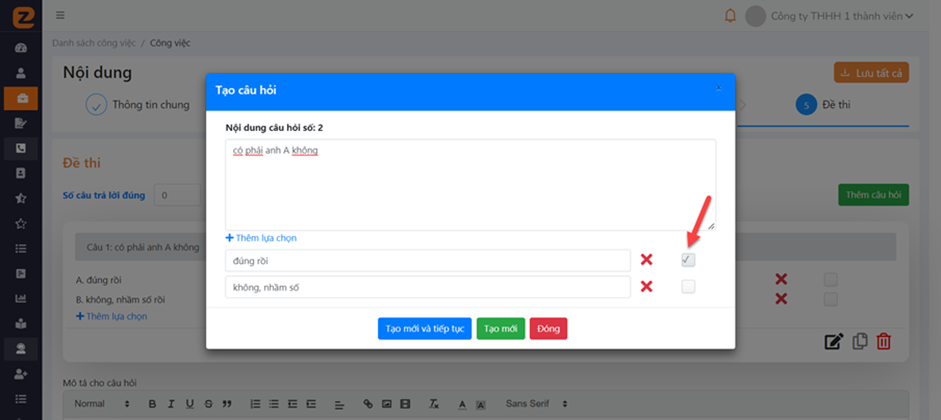 Công ty THHH 1 thành viên
Danh sách công việc / Công việc
Nội dung
Lưu tất cả
Thông tin chung
5 Đề thi
Đề thi
Số câu trả lời đúng 0
Thêm câu hỏi
Câu 1: có phải anh A không
A. đúng rồi
B. không, nhầm số rồi
Thêm lựa chọn
Mô tả cho câu hỏi
Normal B I U S Sans Serif
Tạo câu hỏi
Nội dung câu hỏi số: 2
có phải anh A không
Thêm lựa chọn
đúng rồi
không, nhầm số
Tạo mới và tiếp tục Tạo mới Đóng